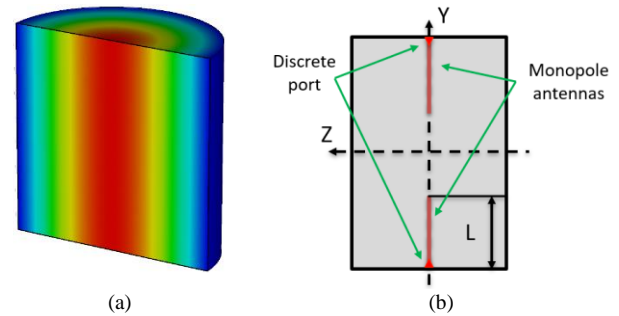 Y
Discrete
port
Monopole
antennas
Z
L
(a)
(b)